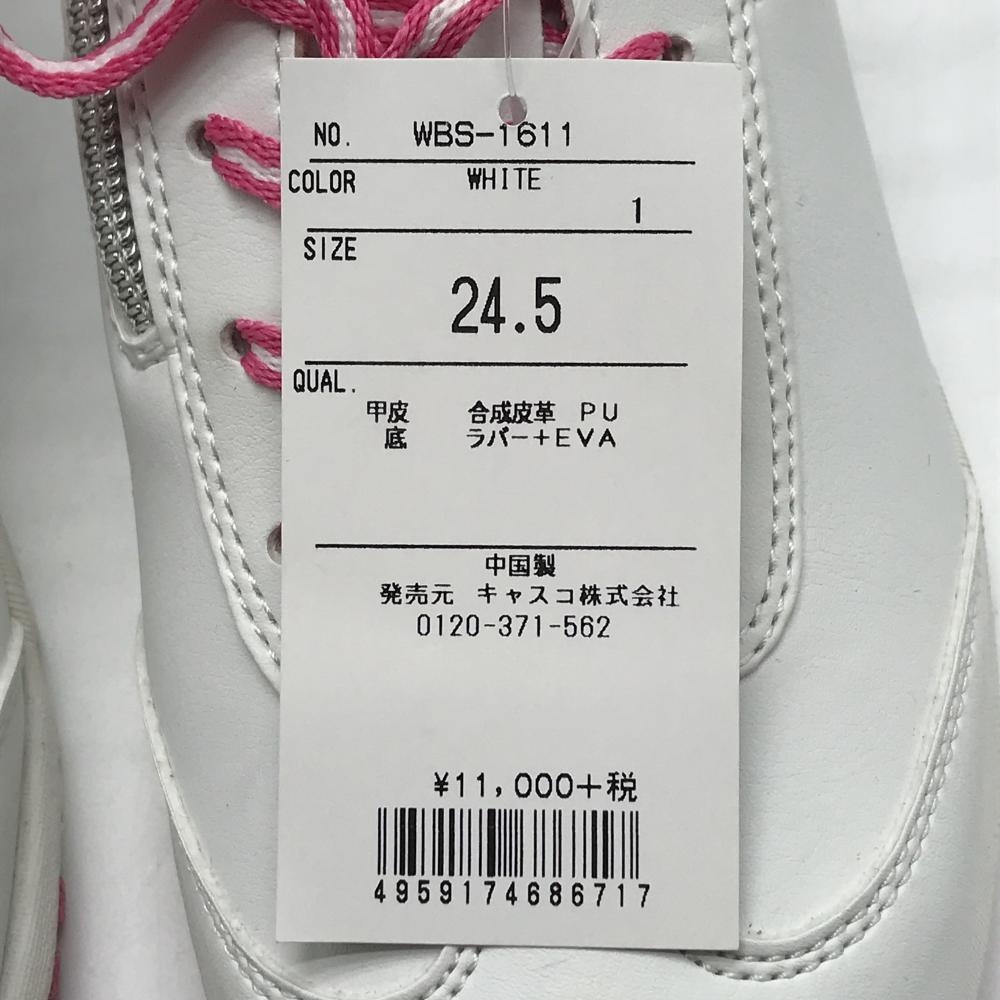 NO. WBS-1611
COLOR WHITE
1
SIZE
24.5
QUAL.
甲皮 合成皮革 PU
底 ラバー+EVA
中国製
発売元 キャスコ株式会社
0120-371-562
¥11,000+税
4959174686717